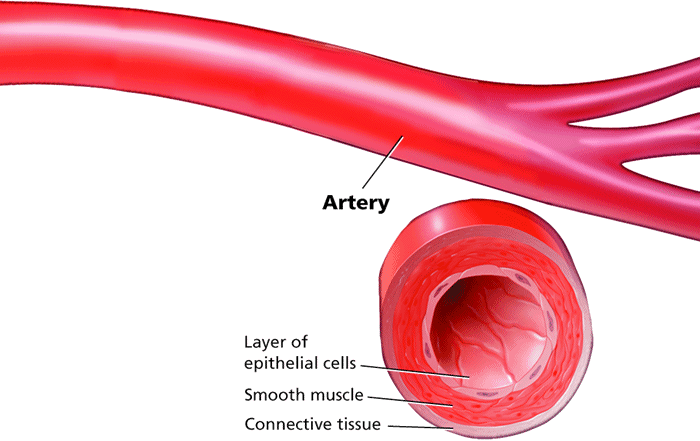 Artery
Layer of
epithelial cells
Smooth muscle
Connective tissue